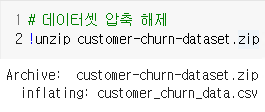 1 # 데이터셋 압축 해제
2 !unzip customer-churn-dataset.zip
Archive:  customer-churn-dataset.zip
  inflating: customer_churn_data.csv